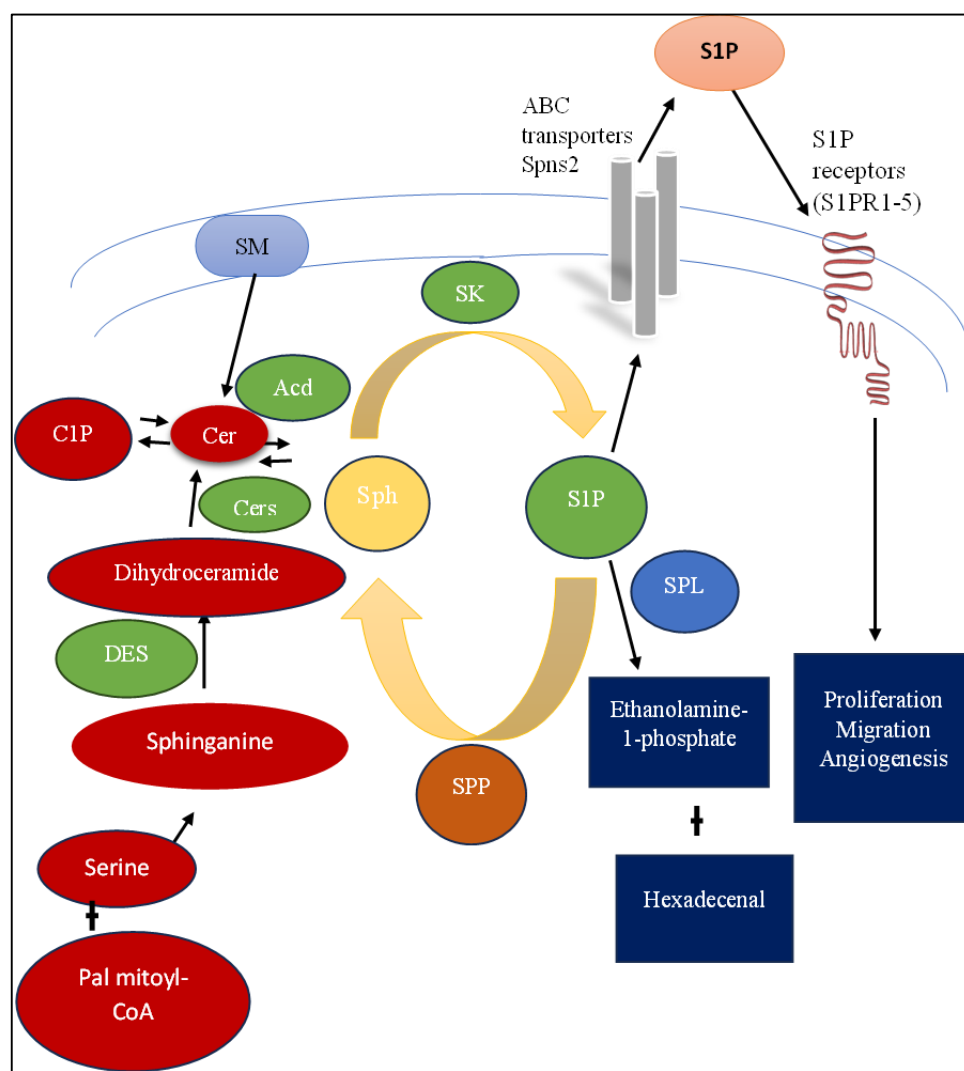 S1P
ABC
transporters
Spns2
S1P
receptors
(S1PR1-5)
SM
SK
Acd
C1P
Cer
Cers
Sph
S1P
Dihydroceramide
SPL
DES
Ethanolamine-
1-phosphate
Proliferation
Migration
Angiogenesis
Sphinganine
SPP
Serine
Hexadecenal
Pal mitoyl-
CoA